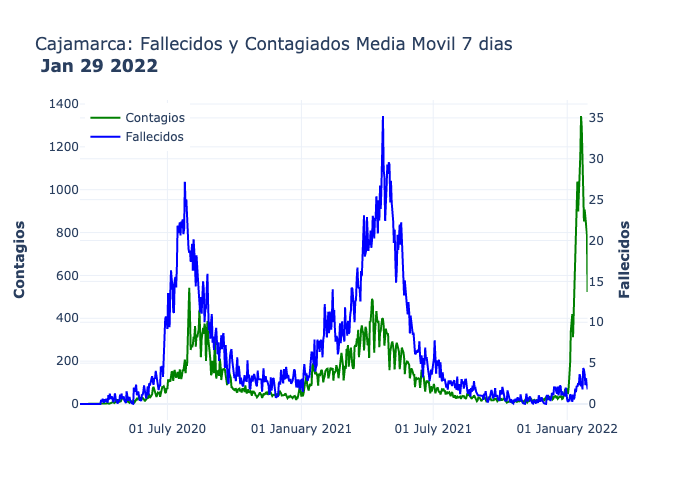 Cajamarca: Fallecidos y Contagiados Media Movil 7 dias
Jan 29 2022
Contagios
Fallecidos
1400
1200
1000
800
600
400
200
0
35
30
25
20
15
10
5
0
Contagios
Fallecidos
01 July 2020
01 January 2021
01 July 2021
01 January 2022